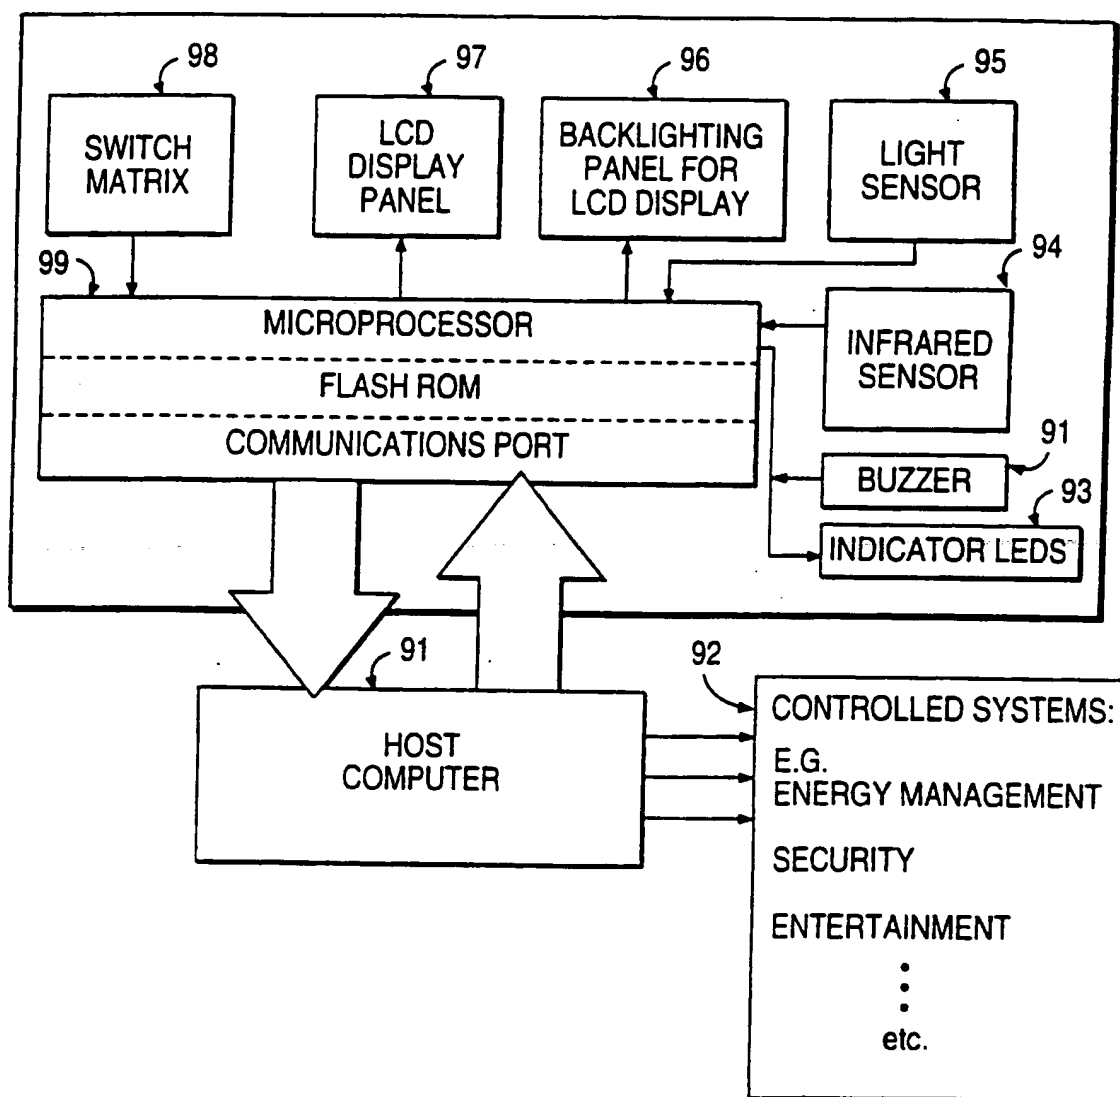 98
97
96
95
SWITCH
MATRIX
LCD
DISPLAY
PANEL
BACKLIGHTING
PANEL FOR
LCD DISPLAY
LIGHT
SENSOR
99
94
MICROPROCESSOR
FLASH ROM
COMMUNICATIONS PORT
INFRARED
SENSOR
91
BUZZER
93
INDICATOR LEDS
91
HOST
COMPUTER
92
CONTROLLED SYSTEMS:
E.G.
ENERGY MANAGEMENT
SECURITY
ENTERTAINMENT
etc.